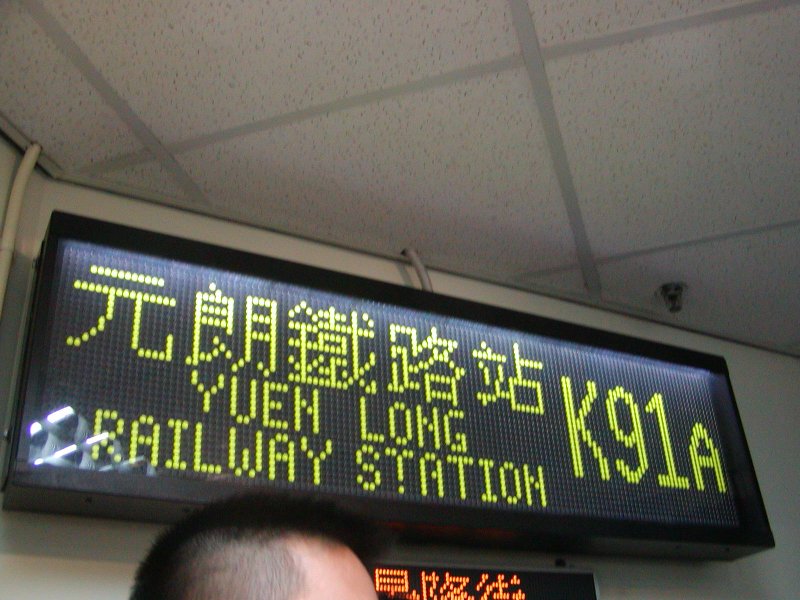 元朗鐵路站
YUEN LONG
RAILWAY STATION
K91A